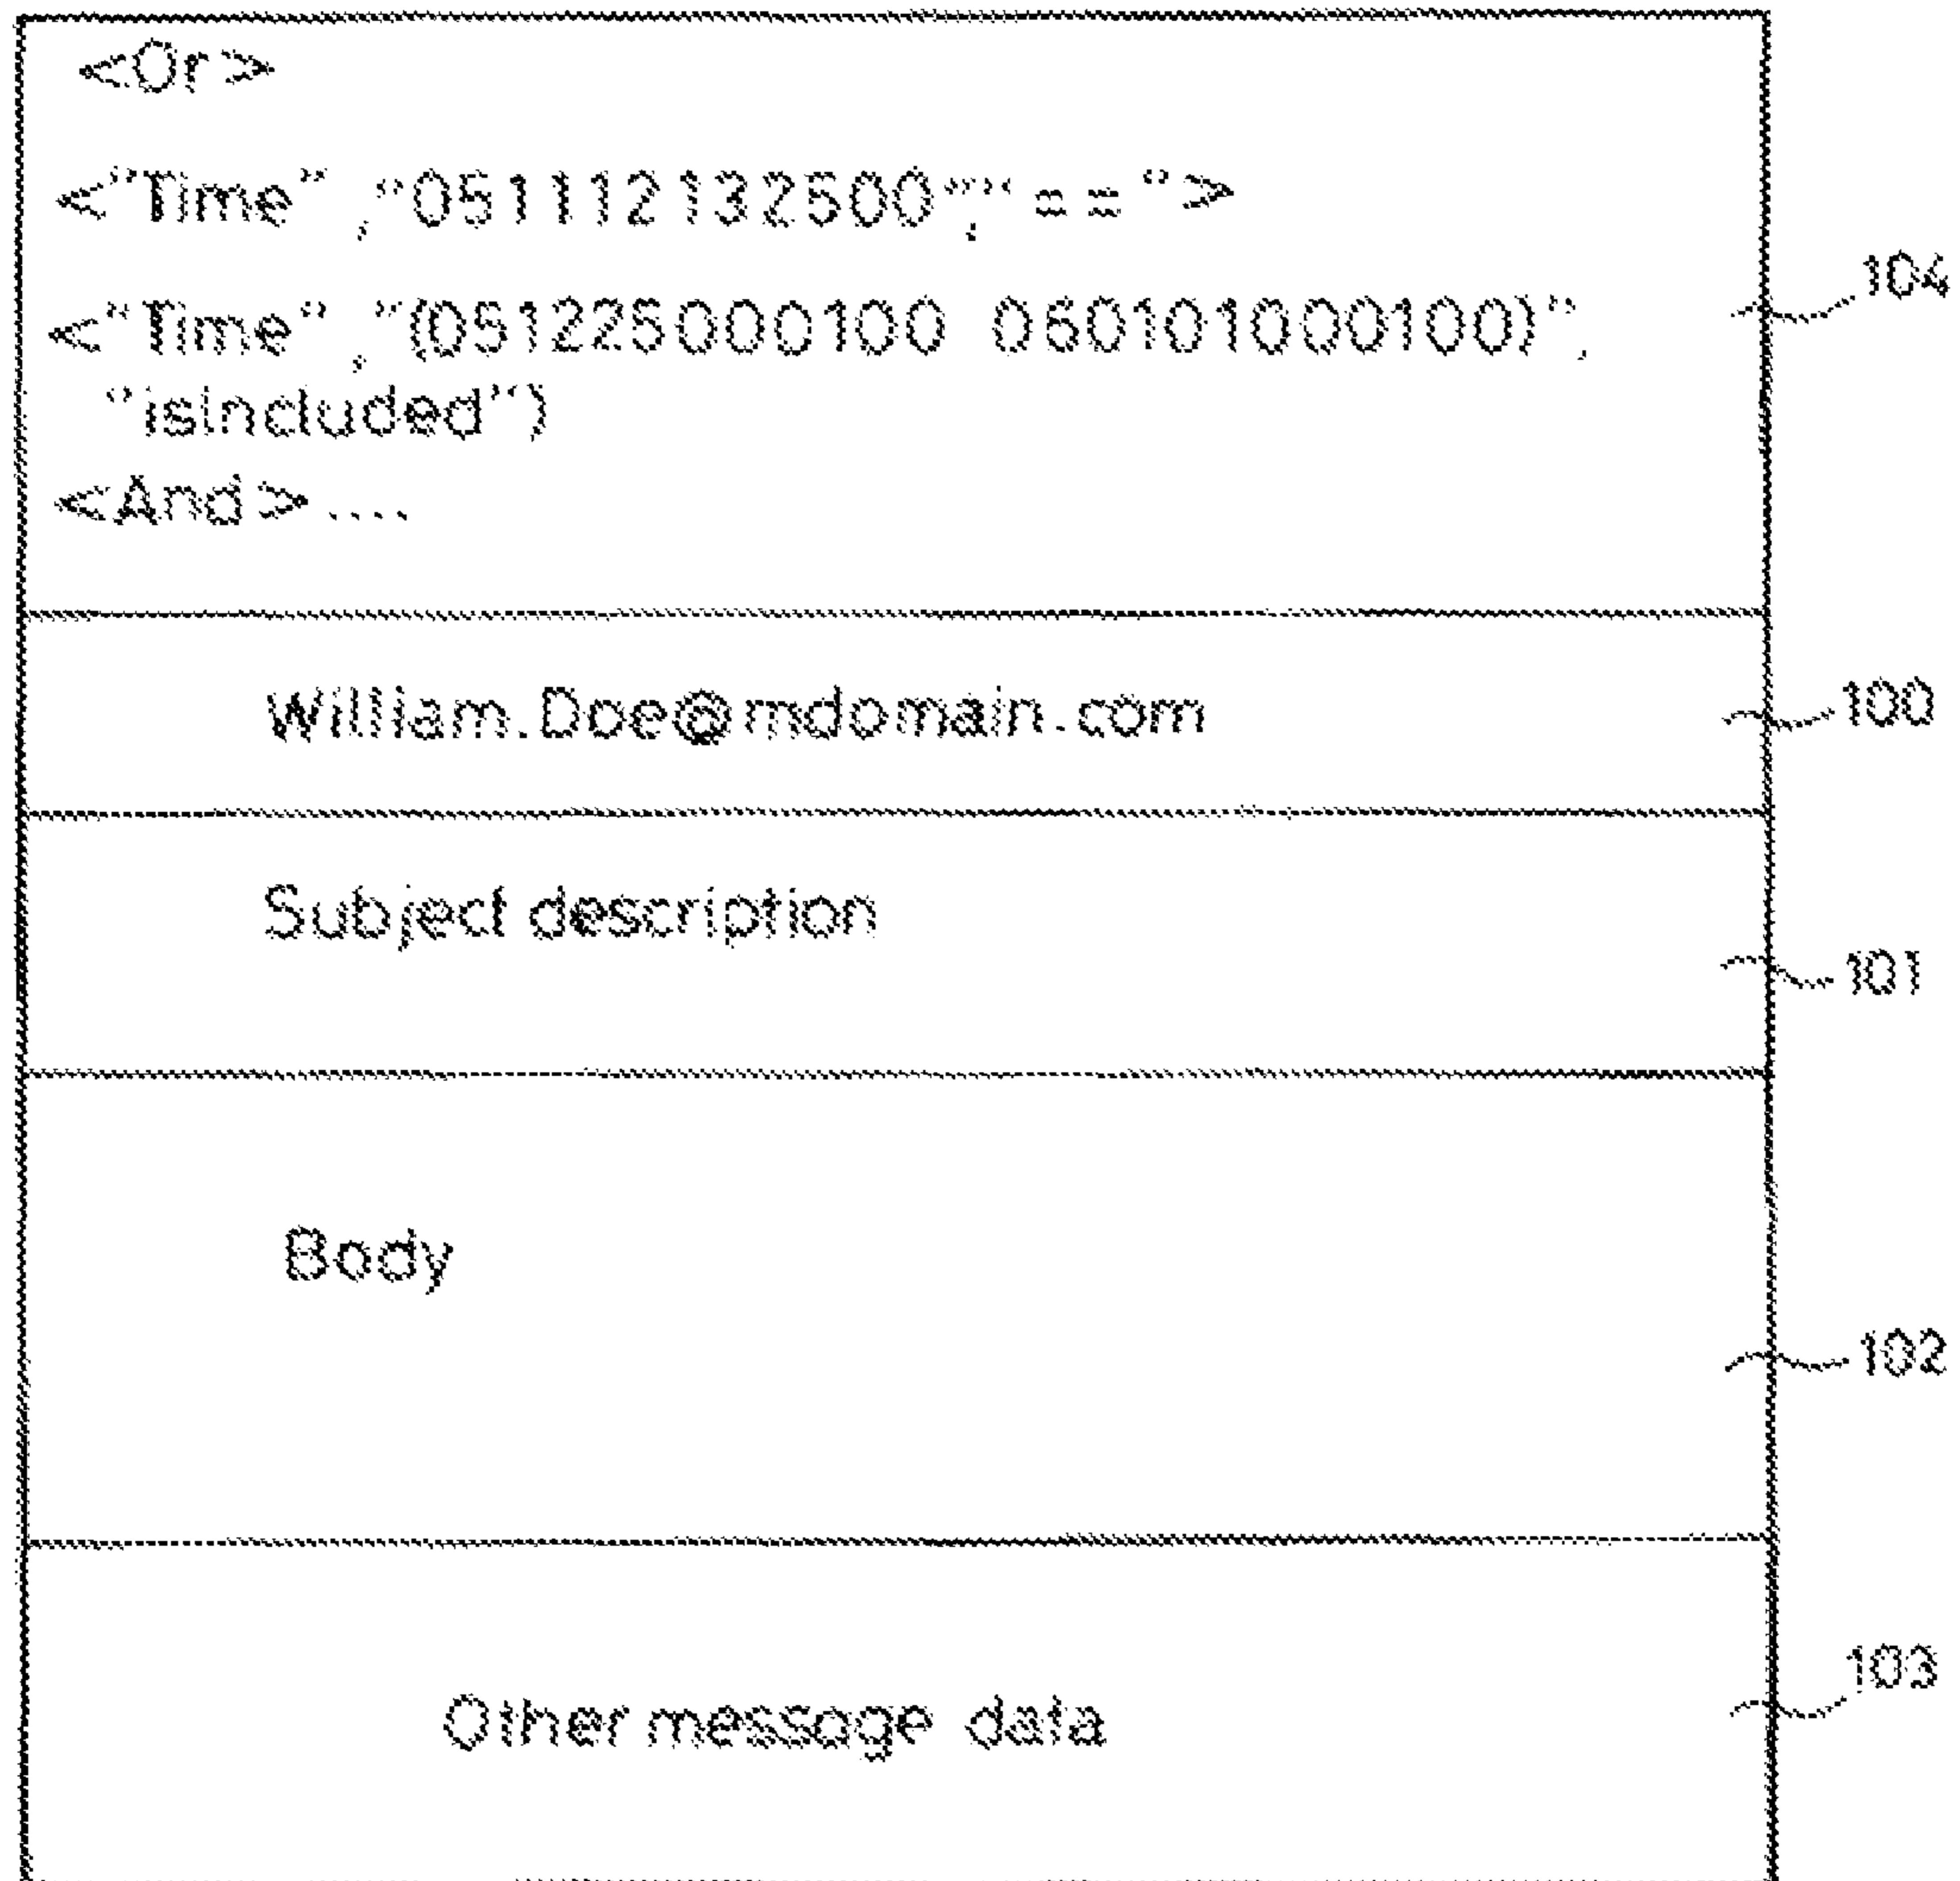 <Or>
<"Time" ,"051112132500"," == ">
<"Time" , "(051225000100 060101000100)",
"isIncluded")
<And>....
104
William.Doe@mdomain.com
100
Subject description
101
Body
102
Other message data
103